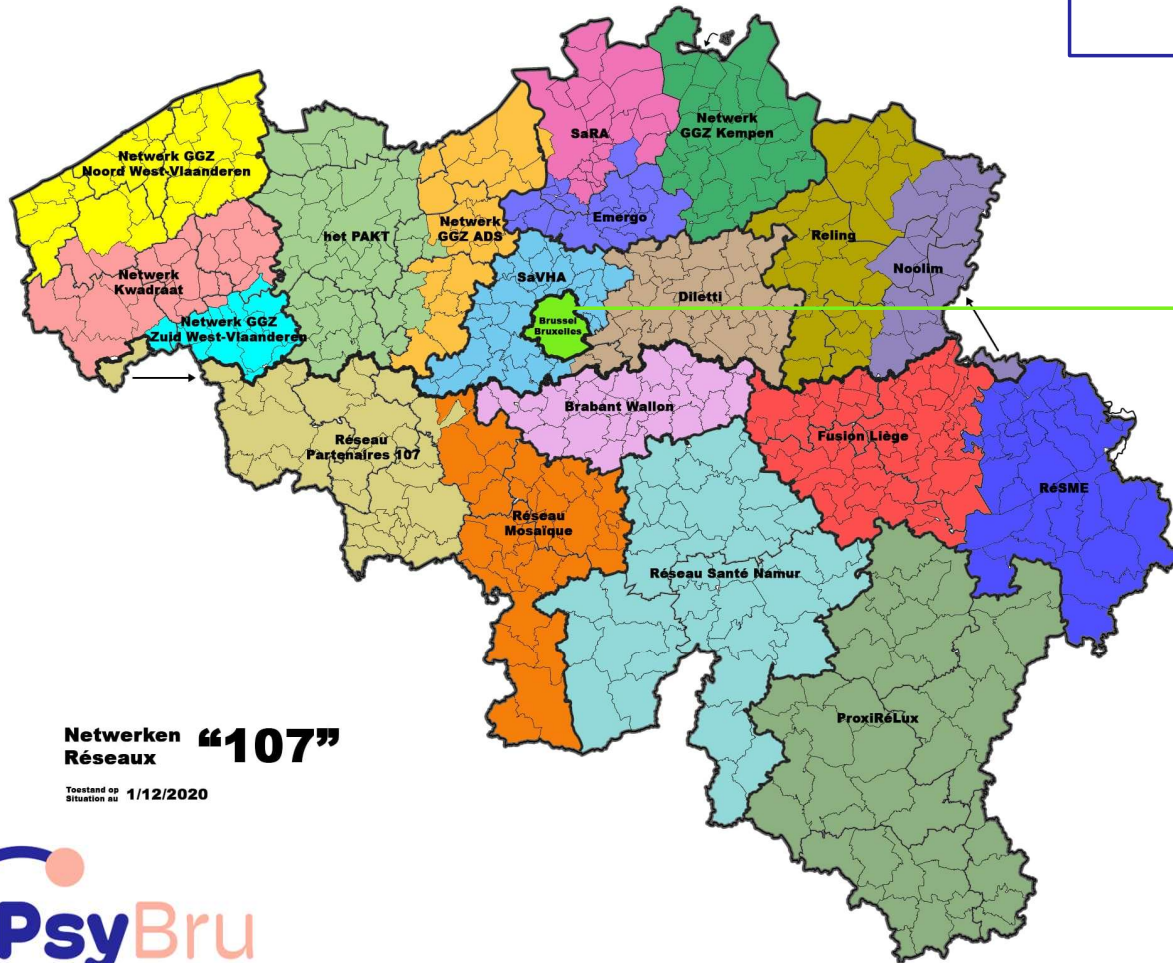 SaRA
Netwerk
GGZ Kempen
Netwerk GGZ
Noord West-Vlaanderen
Netwerk
GGZ ADS
Emergo
het PAKT
Reling
Noolim
Netwerk
Kwadraat
SaVHA
Diletti
Netwerk GGZ
Zuid West-Vlaanderen
Brussel
Bruxelles
Brabant Wallon
Réseau
Partenaires 107
Fusion Liège
RéSME
Réseau
Mosaïque
Réseau Santé Namur
ProxiRéLux
Netwerken
Réseaux
“107”
Toestand op
Situation au
1/12/2020
PsyBru